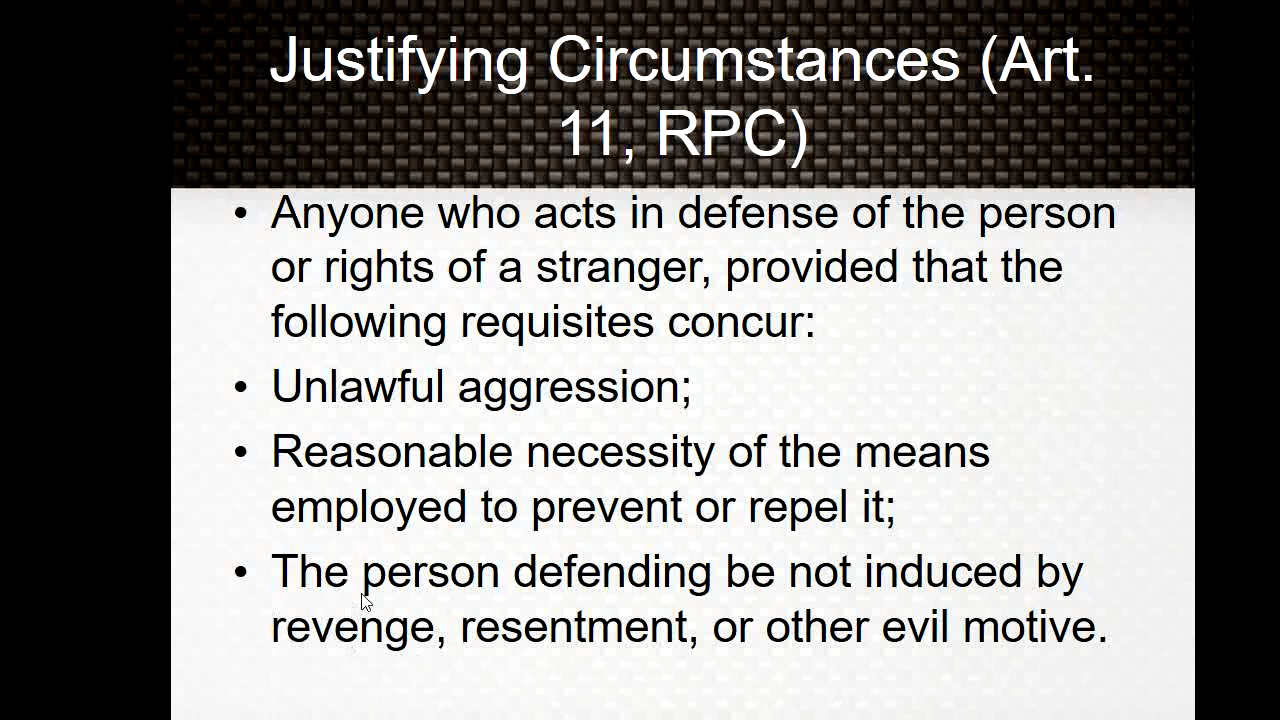 Justifying Circumstances (Art.
11, RPC)
• Anyone who acts in defense of the person
or rights of a stranger, provided that the
following requisites concur:
• Unlawful aggression;
• Reasonable necessity of the means
employed to prevent or repel it;
• The person defending be not induced by
revenge, resentment, or other evil motive.